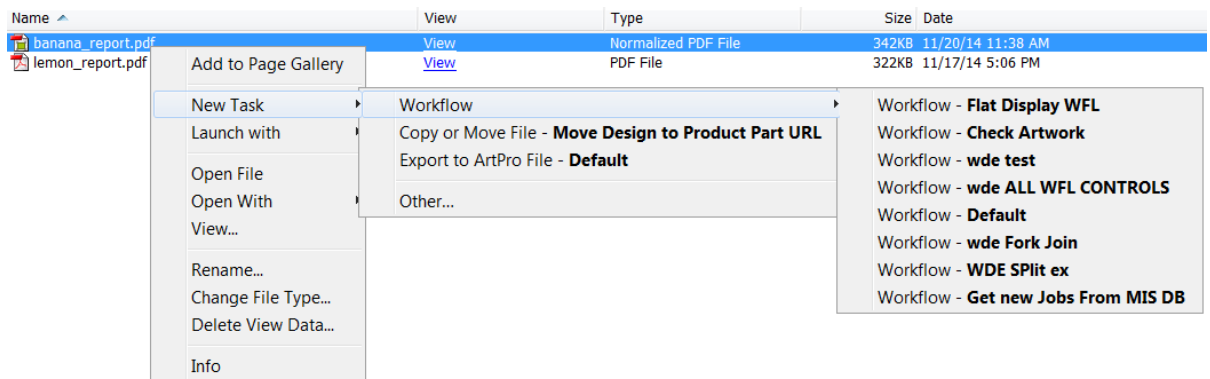 Name View Type Size Date
banana_report.pdf View Normalized PDF File 342KB 11/20/14 11:38 AM
lemon_report.pdf View PDF File 322KB 11/17/14 5:06 PM
Add to Page Gallery
New Task
Launch with
Open File
Open With
View...
Rename...
Change File Type...
Delete View Data...
Info
Workflow
Copy or Move File - Move Design to Product Part URL
Export to ArtPro File - Default
Other...
Workflow - Flat Display WFL
Workflow - Check Artwork
Workflow - wde test
Workflow - wde ALL WFL CONTROLS
Workflow - Default
Workflow - wde Fork Join
Workflow - WDE SPlit ex
Workflow - Get new Jobs From MIS DB